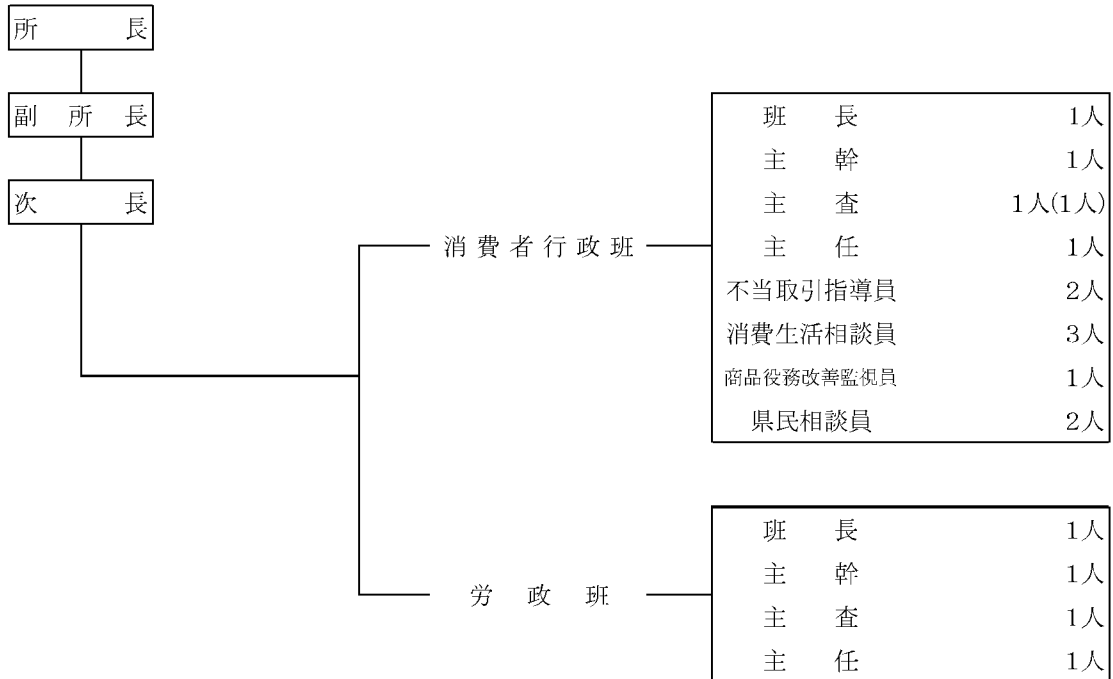 所長
副所長
次長
消費者行政班
班長 1人
主幹 1人
主査 1人(1人)
主任 1人
不当取引指導員 2人
消費生活相談員 3人
商品役務改善監視員 1人
県民相談員 2人
労政班
班長 1人
主幹 1人
主査 1人
主任 1人